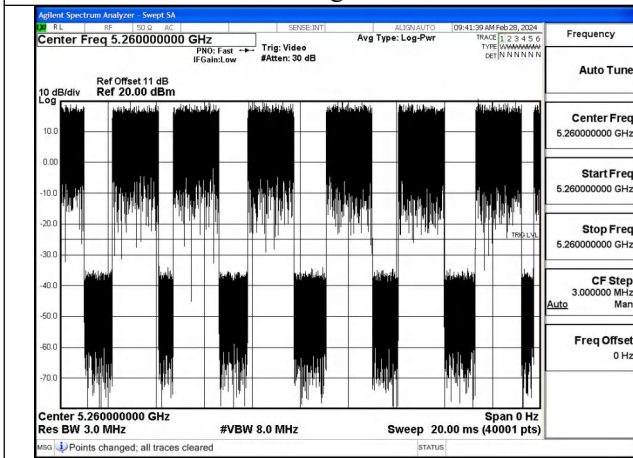 Agilent Spectrum Analyzer - Swept SA
RL RF 50 Ω AC SENSE:INT ALIGN AUTO 09:41:39 AM Feb 28, 2024
Center Freq 5.260000000 GHz
PNO: Fast
IFGain:Low
Trig: Video
#Atten: 30 dB
Avg Type: Log-Pwr
TRACE 1 2 3 4 5 6
TYPE
DET N N N N N N
Ref Offset 11 dB
10 dB/div Ref 20.00 dBm
Log
10.0
0.00
-10.0
-20.0
TRIG LVL
-30.0
-40.0
-50.0
-60.0
-70.0
Center 5.260000000 GHz Span 0 Hz
Res BW 3.0 MHz #VBW 8.0 MHz Sweep 20.00 ms (40001 pts)
MSG Points changed; all traces cleared STATUS
Frequency
Auto Tune
Center Freq
5.260000000 GHz
Start Freq
5.260000000 GHz
Stop Freq
5.260000000 GHz
CF Step
3.000000 MHz
Auto Man
Freq Offset
0 Hz